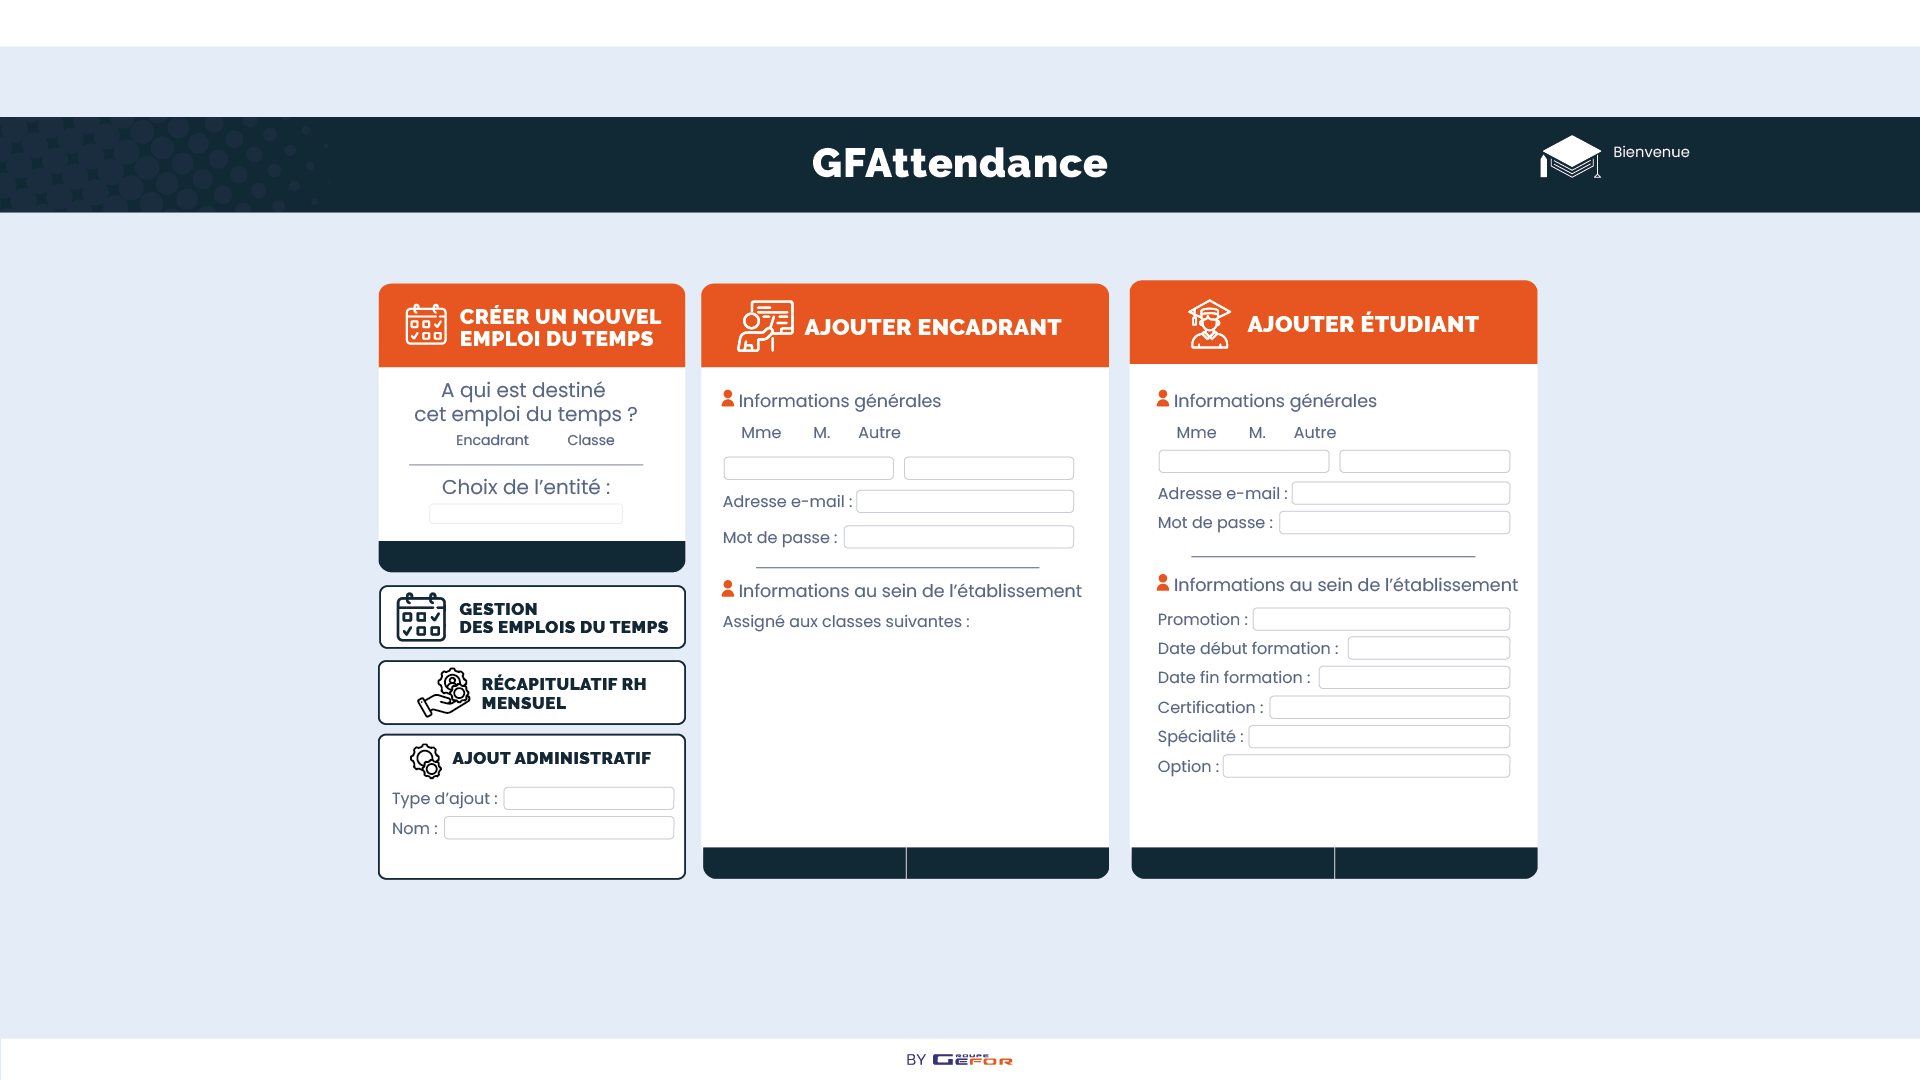 GFAttendance
Bienvenue
CRÉER UN NOUVEL
EMPLOI DU TEMPS
A qui est destiné
cet emploi du temps ?
Encadrant Classe
Choix de l’entité :
GESTION
DES EMPLOIS DU TEMPS
RÉCAPITULATIF RH
MENSUEL
AJOUT ADMINISTRATIF
Type d’ajout :
Nom :
AJOUTER ENCADRANT
Informations générales
Mme M. Autre
Adresse e-mail :
Mot de passe :
Informations au sein de l’établissement
Assigné aux classes suivantes :
AJOUTER ÉTUDIANT
Informations générales
Mme M. Autre
Adresse e-mail :
Mot de passe :
Informations au sein de l’établissement
Promotion :
Date début formation :
Date fin formation :
Certification :
Spécialité :
Option :
BY GROUPE GEFOR